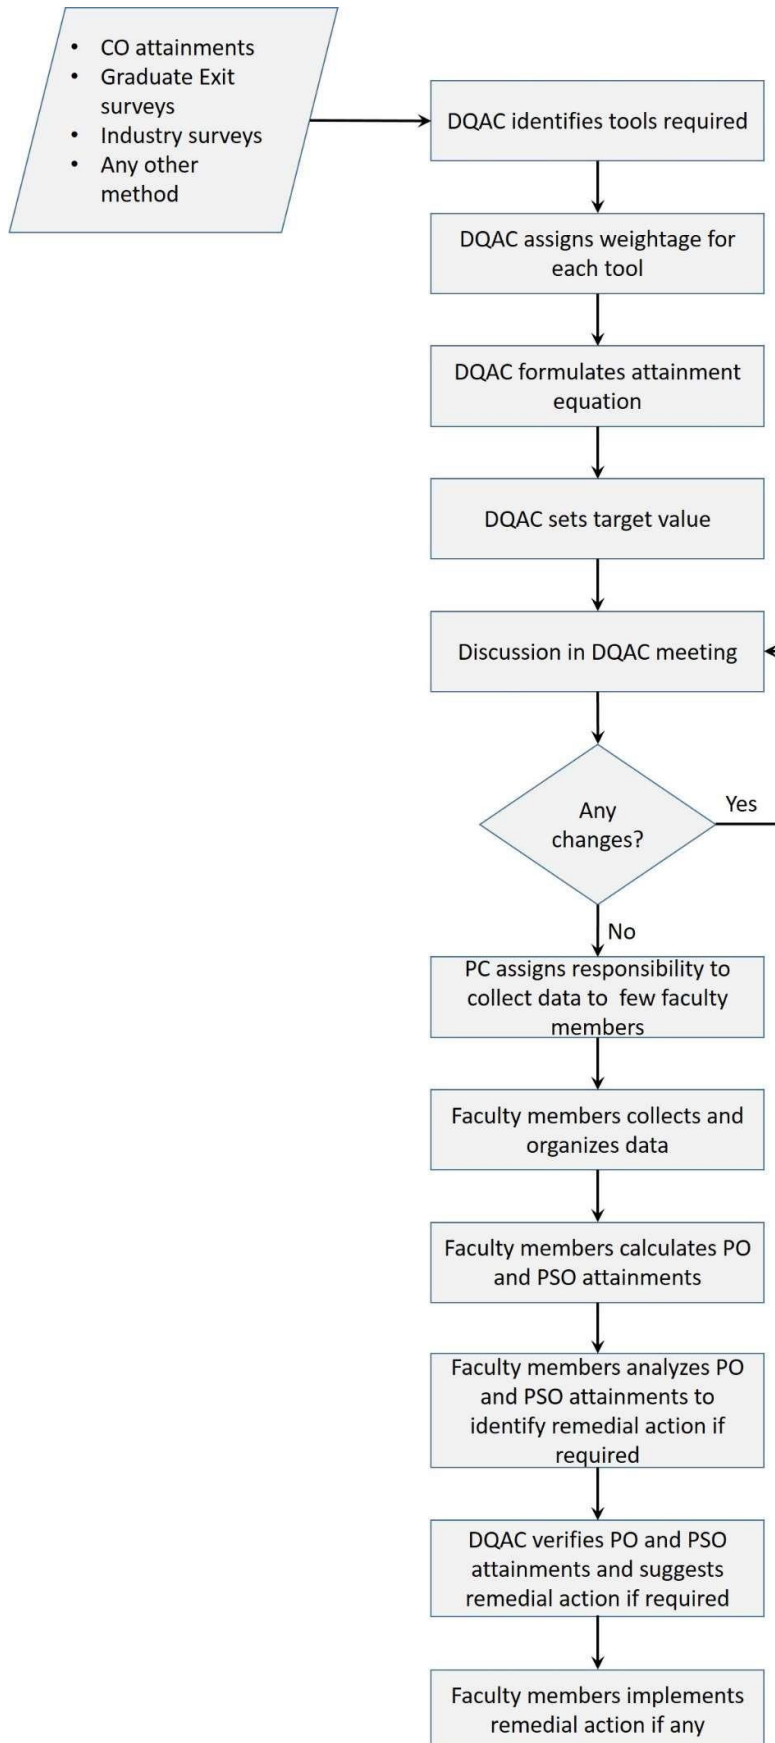 • CO attainments
• Graduate Exit
surveys
• Industry surveys
• Any other
method
DQAC identifies tools required
DQAC assigns weightage for
each tool
DQAC formulates attainment
equation
DQAC sets target value
Discussion in DQAC meeting
Any
changes?
Yes
No
PC assigns responsibility to
collect data to few faculty
members
Faculty members collects and
organizes data
Faculty members calculates PO
and PSO attainments
Faculty members analyzes PO
and PSO attainments to
identify remedial action if
required
DQAC verifies PO and PSO
attainments and suggests
remedial action if required
Faculty members implements
remedial action if any